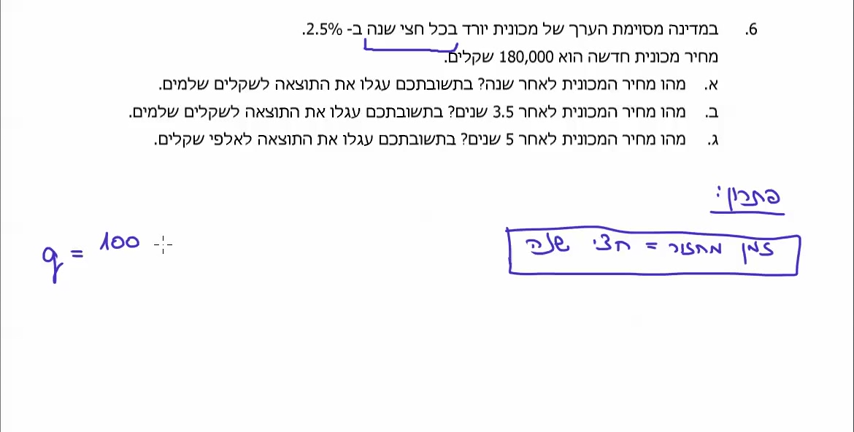 6. במדינה מסוימת הערך של מכונית יורד בכל חצי שנה ב- 2.5%.
מחיר מכונית חדשה הוא 180,000 שקלים.
א. מהו מחיר המכונית לאחר שנה? בתשובתכם עגלו את התוצאה לשקלים שלמים.
ב. מהו מחיר המכונית לאחר 3.5 שנים? בתשובתכם עגלו את התוצאה לשקלים שלמים.
ג. מהו מחיר המכונית לאחר 5 שנים? בתשובתכם עגלו את התוצאה לאלפי שקלים.
פתרון:
זמן מחזור = חצי שנה
q = 100